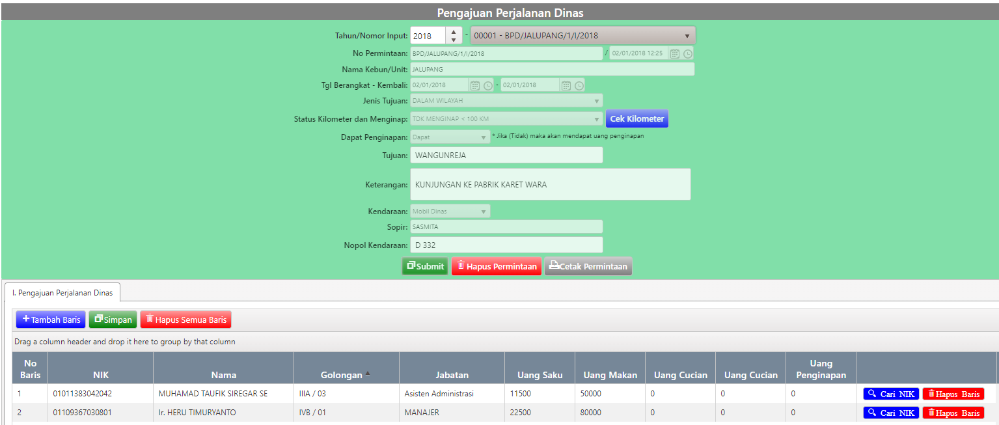 Pengajuan Perjalanan Dinas
Tahun/Nomor Input: 2018 - 00001 - BPD/JALUPANG/1/I/2018
No Permintaan: BPD/JALUPANG/1/I/2018 / 02/01/2018 12:25
Nama Kebun/Unit: JALUPANG
Tgl Berangkat - Kembali: 02/01/2018 - 02/01/2018
Jenis Tujuan: DALAM WILAYAH
Status Kilometer dan Menginap: TDK MENGINAP < 100 KM Cek Kilometer
Dapat Penginapan: Dapat * Jika (Tidak) maka akan mendapat uang penginapan
Tujuan: WANGUNREJA
Keterangan: KUNJUNGAN KE PABRIK KARET WARA
Kendaraan: Mobil Dinas
Sopir: SASMITA
Nopol Kendaraan: D 332
Submit Hapus Permintaan Cetak Permintaan
I. Pengajuan Perjalanan Dinas
Tambah Baris Simpan Hapus Semua Baris
Drag a column header and drop it here to group by that column
No Baris NIK Nama Golongan Jabatan Uang Saku Uang Makan Uang Cucian Uang Cucian Uang Penginapan
1 01011383042042 MUHAMAD TAUFIK SIREGAR SE IIIA / 03 Asisten Administrasi 11500 50000 0 0 0 Cari NIK Hapus Baris
2 01109367030801 Ir. HERU TIMURYANTO IVB / 01 MANAJER 22500 80000 0 0 0 Cari NIK Hapus Baris